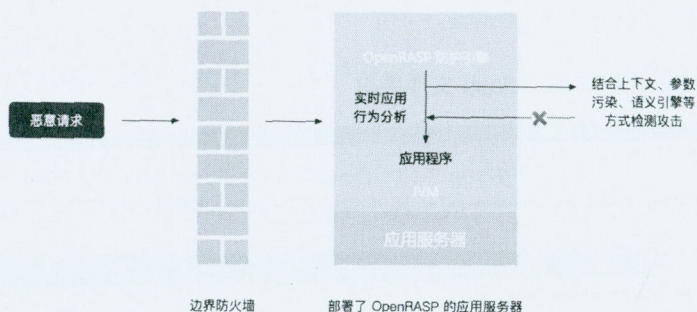 恶意请求
OpenRASP 防护引擎
实时应用
行为分析
应用程序
JVM
应用服务器
结合上下文、参数
污染、语义引擎等
方式检测攻击
边界防火墙
部署了 OpenRASP 的应用服务器